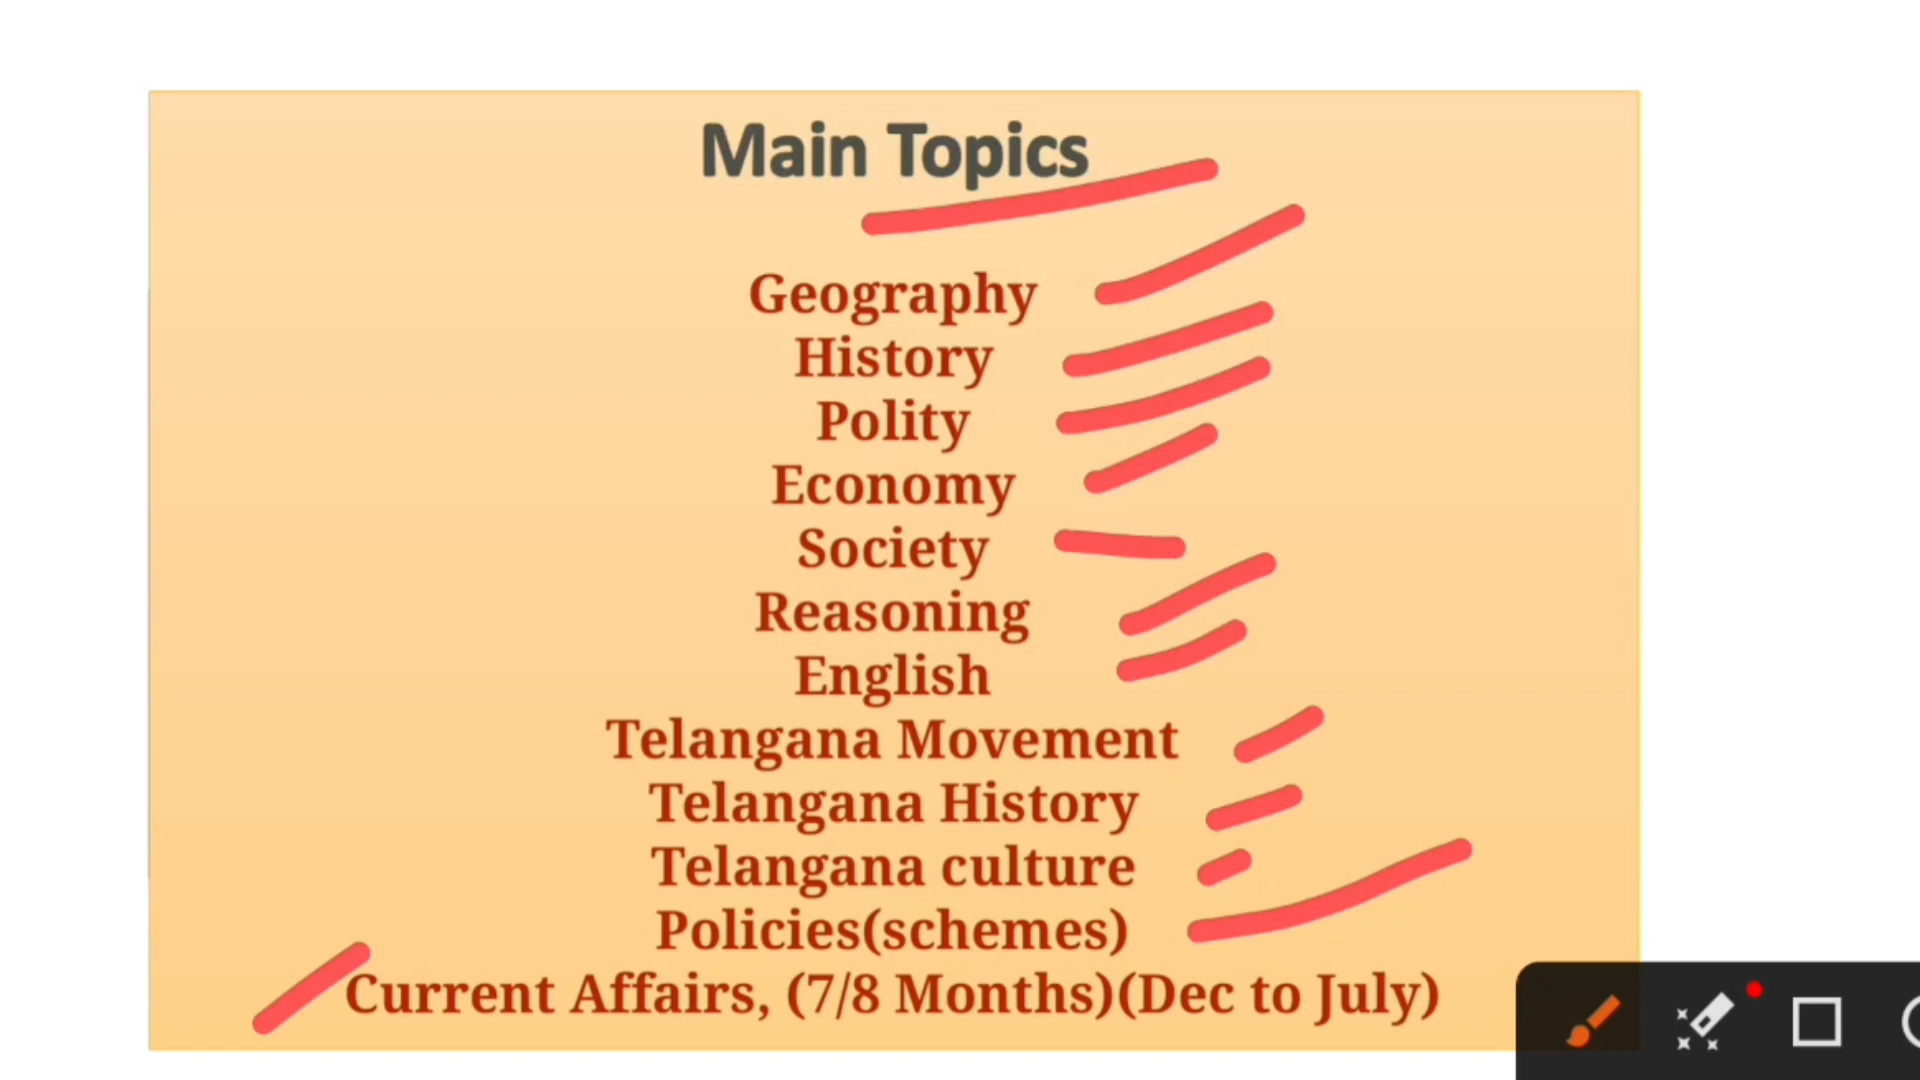 Main Topics
Geography
History
Polity
Economy
Society
Reasoning
English
Telangana Movement
Telangana History
Telangana culture
Policies(schemes)
Current Affairs, (7/8 Months)(Dec to July)